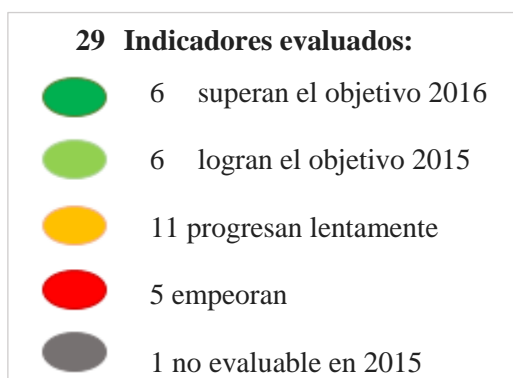 29 Indicadores evaluados:
6 superan el objetivo 2016
6 logran el objetivo 2015
11 progresan lentamente
5 empeoran
1 no evaluable en 2015